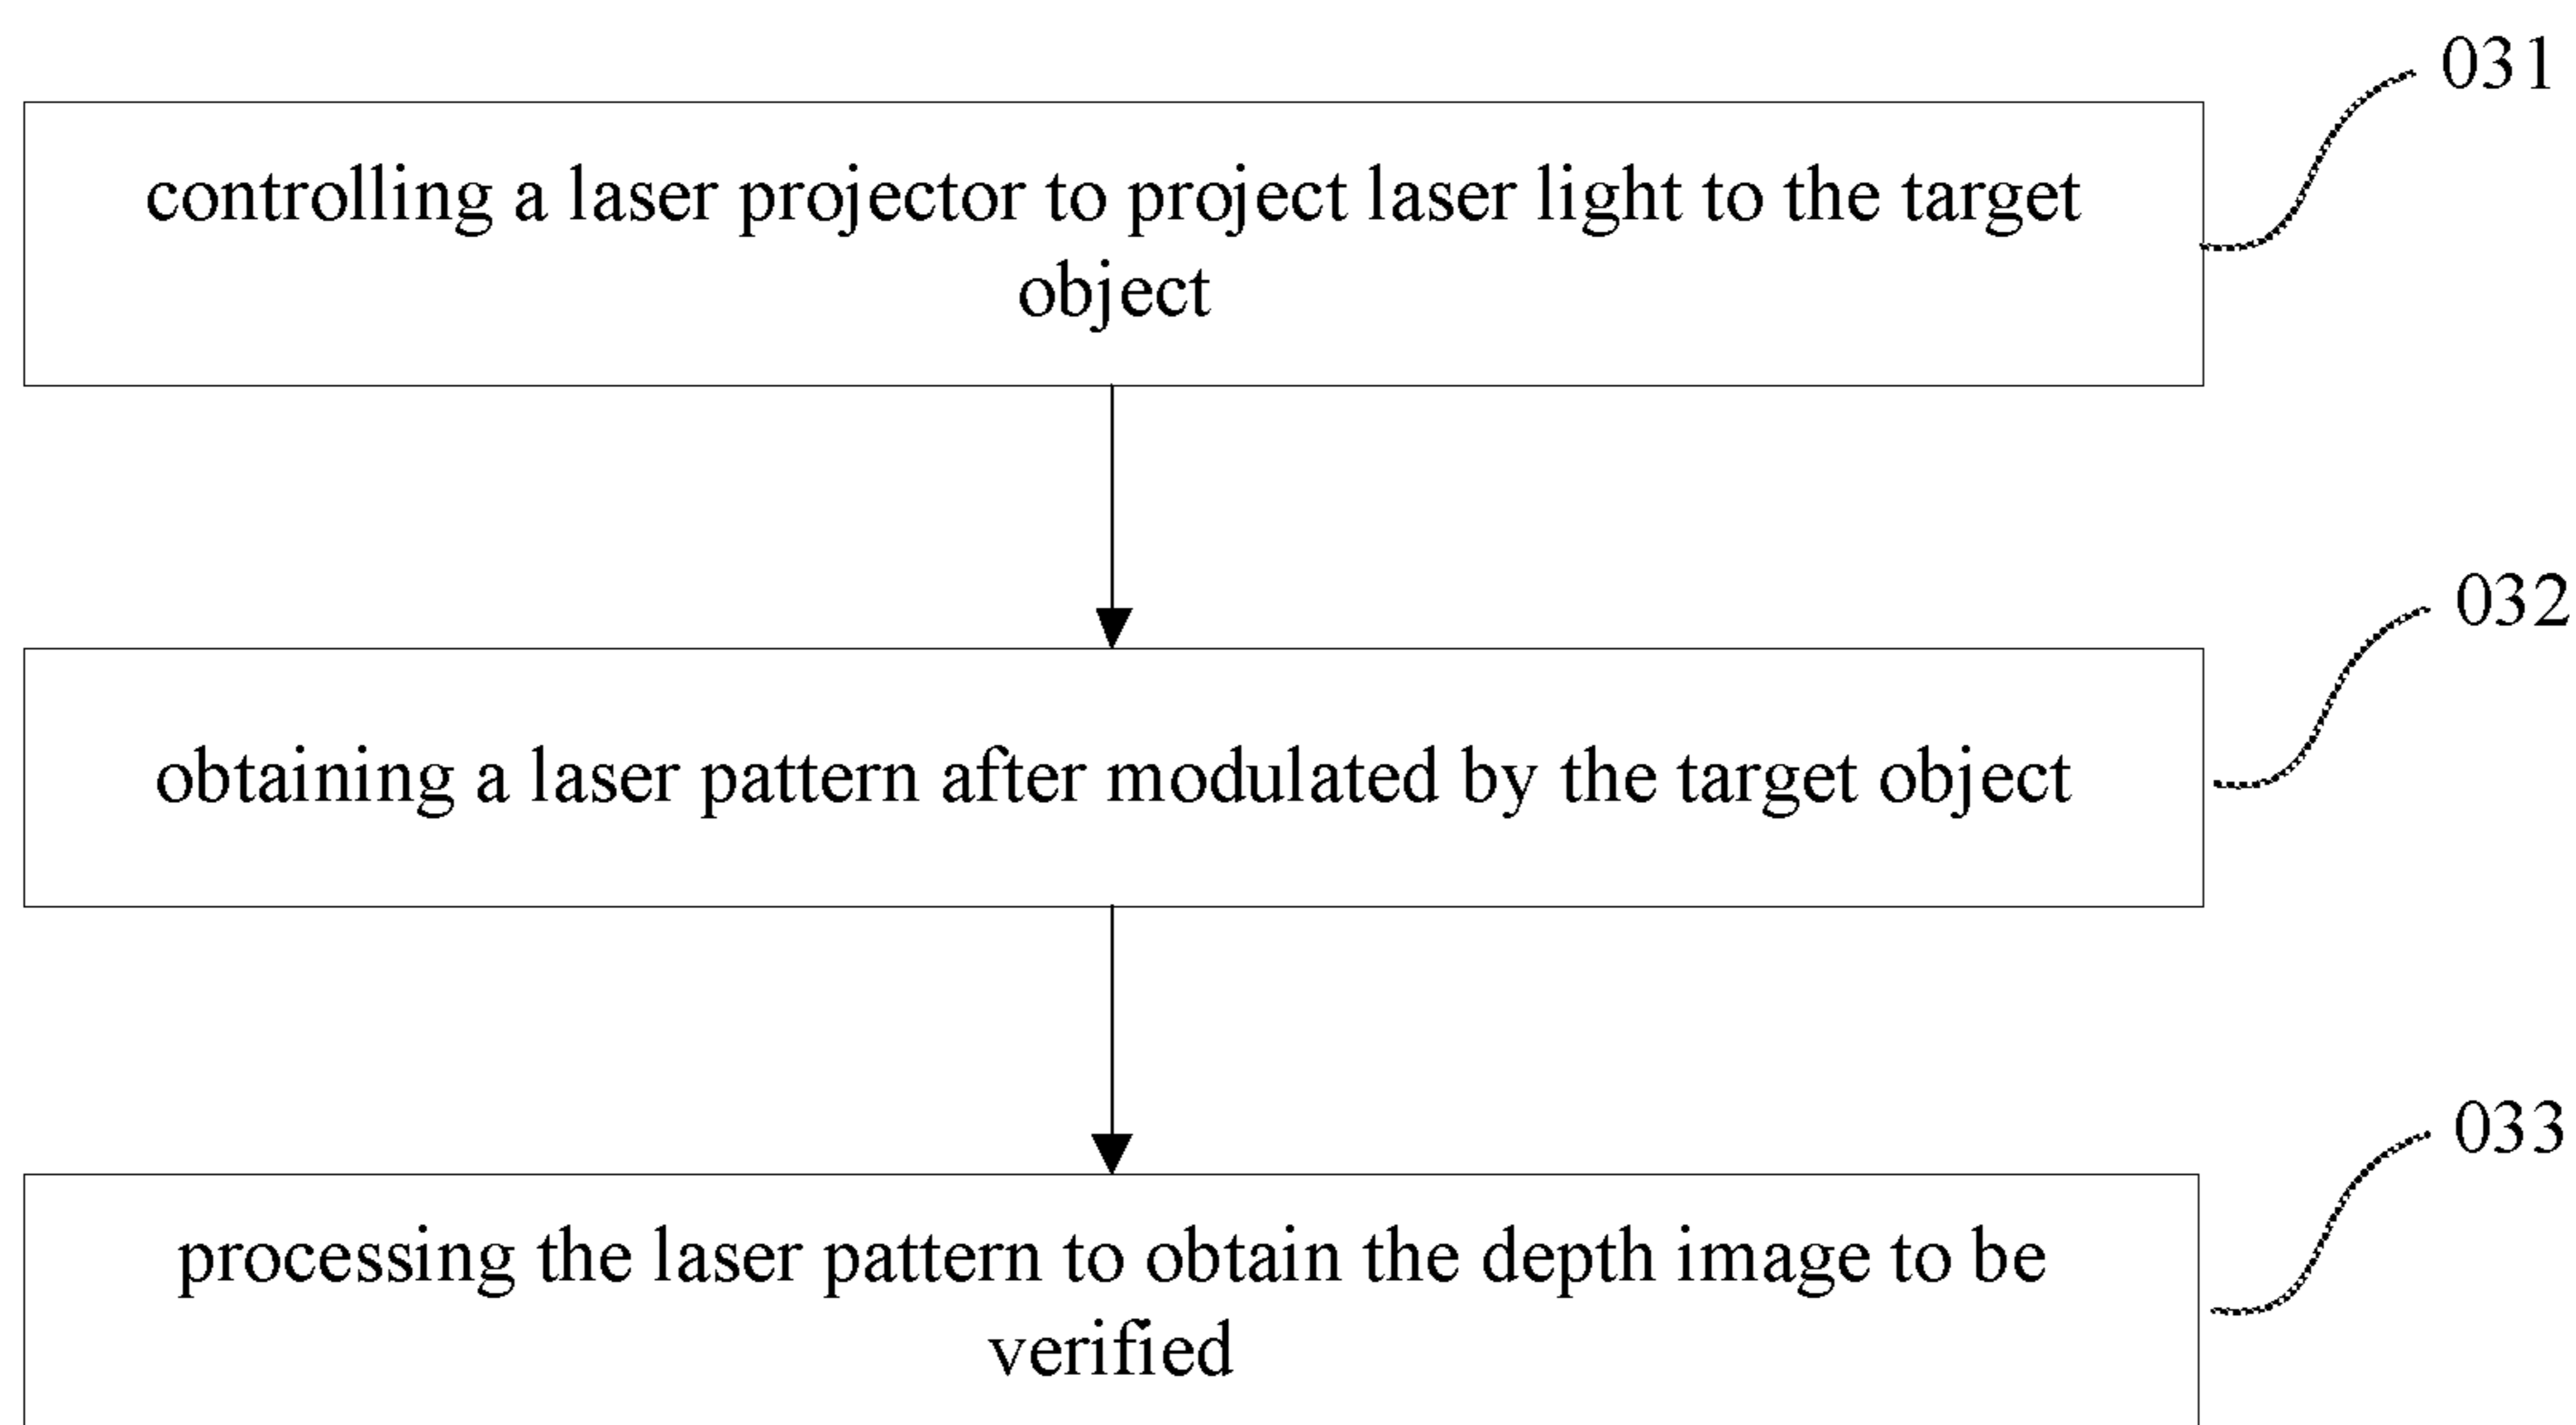 031
controlling a laser projector to project laser light to the target
object
032
obtaining a laser pattern after modulated by the target object
033
processing the laser pattern to obtain the depth image to be
verified